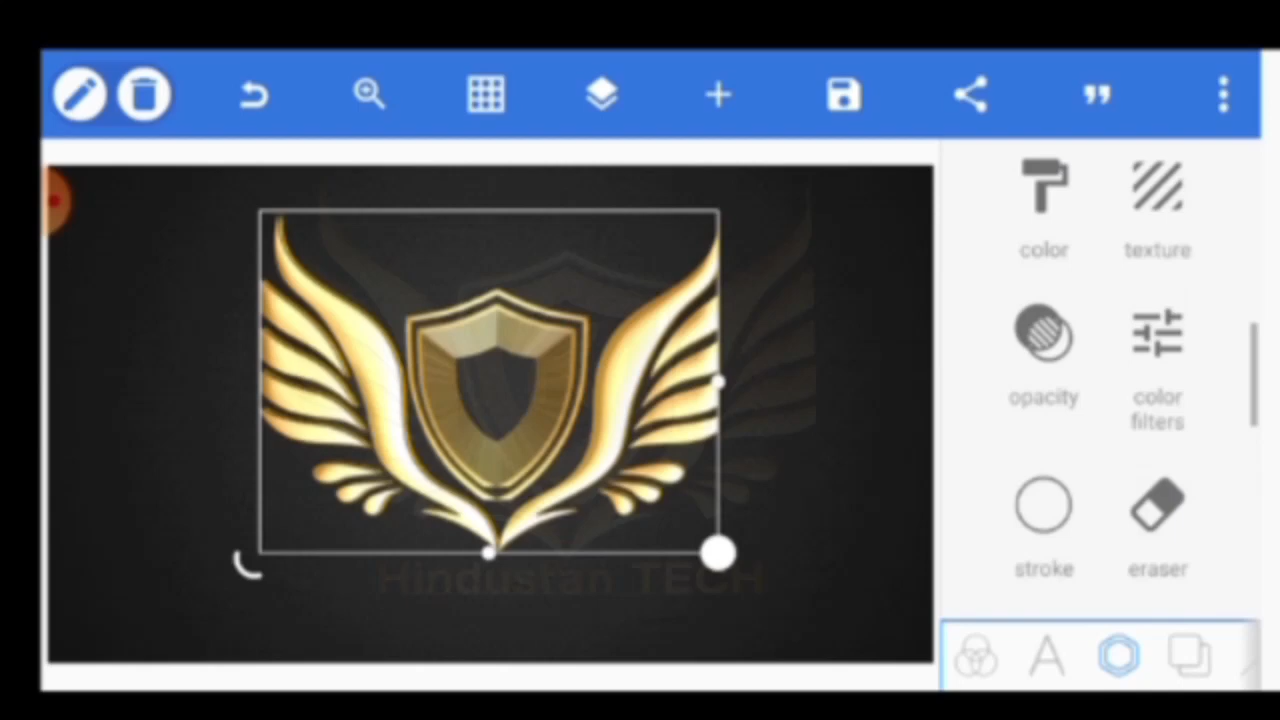 color texture
opacity color filters
stroke eraser
Hindustan TECH